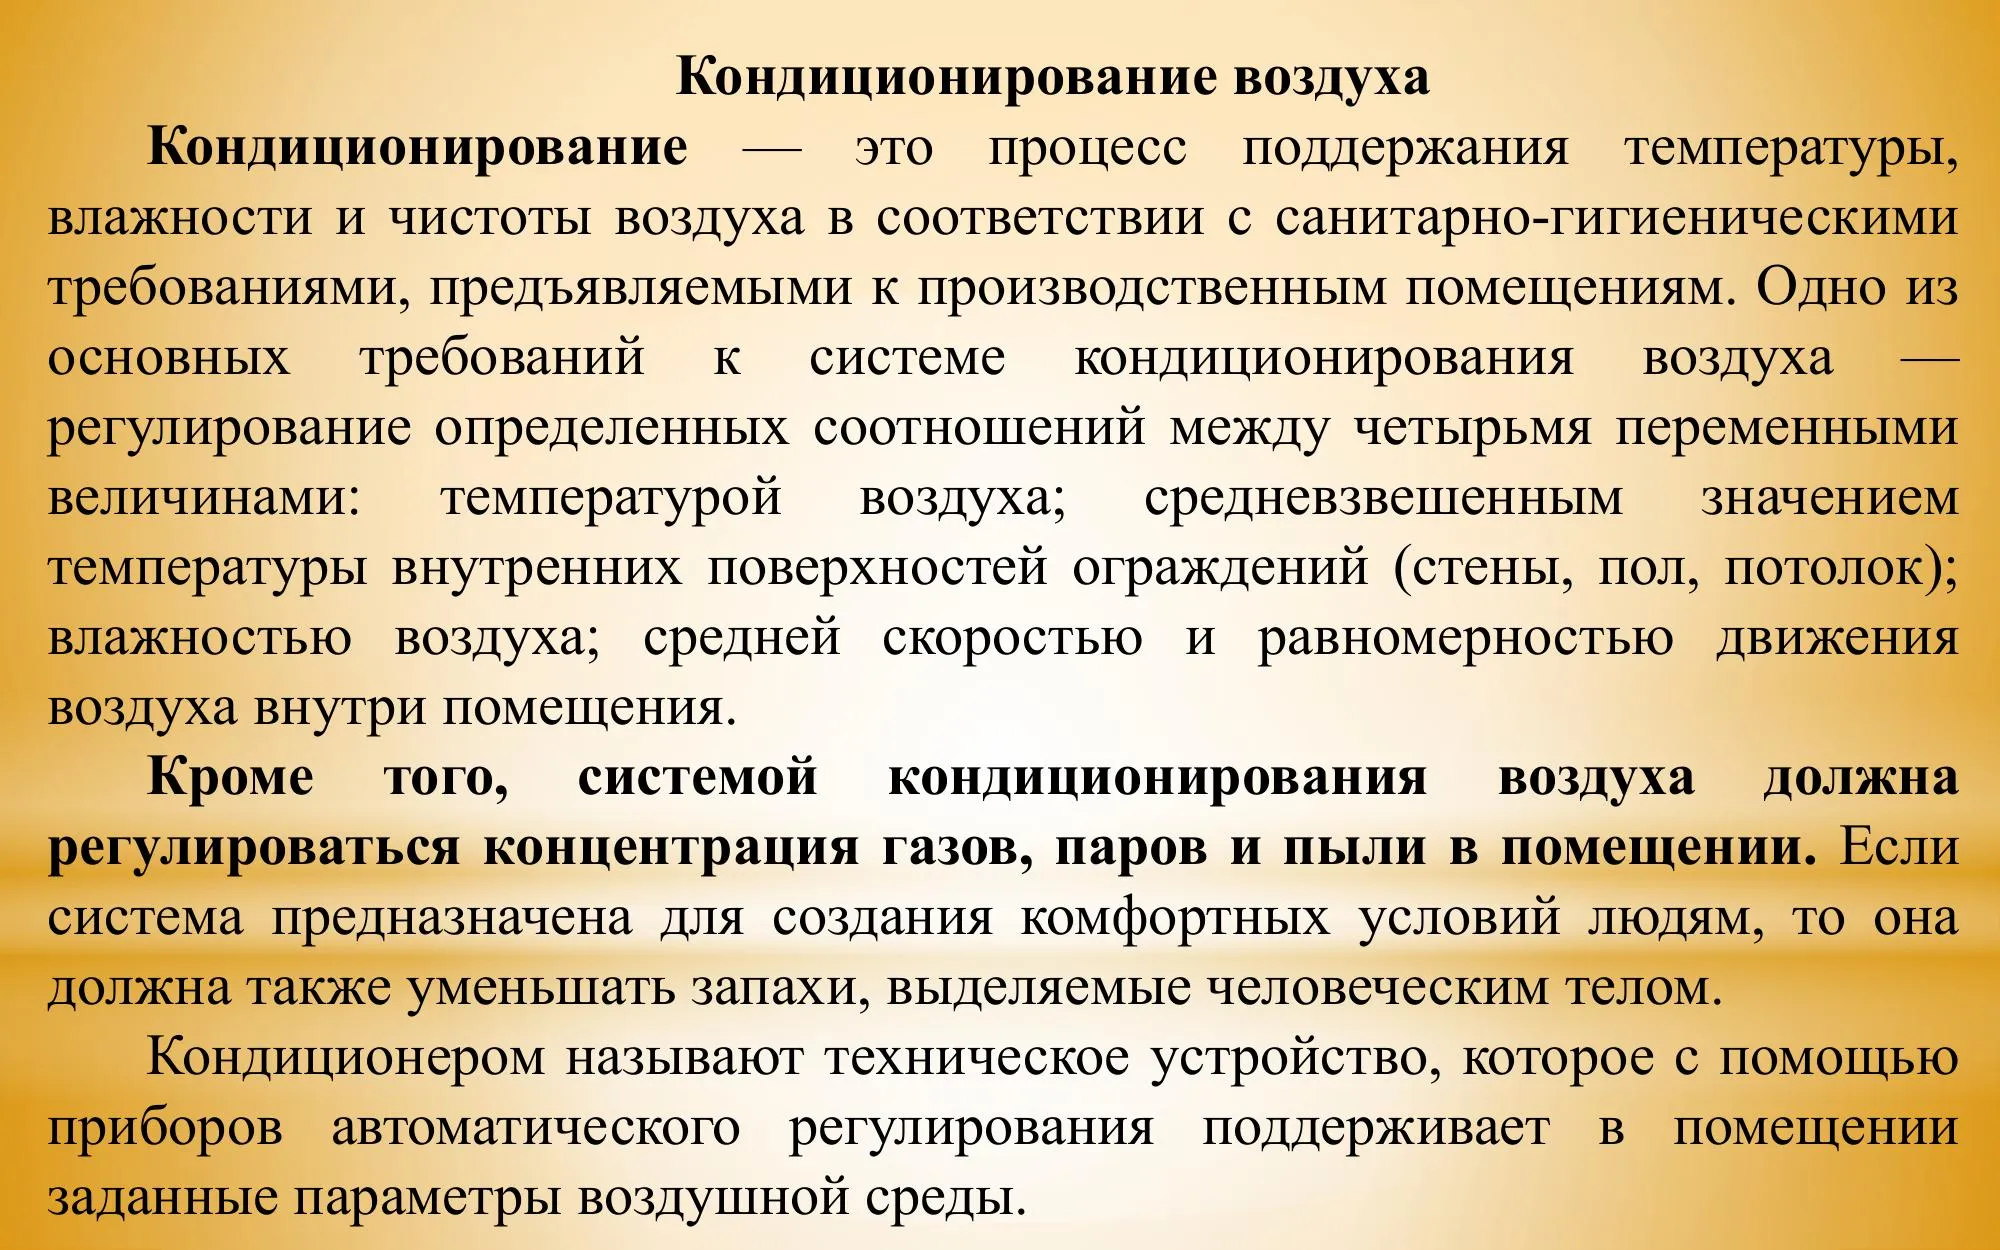 Кондиционирование воздуха
Кондиционирование — это процесс поддержания температуры,
влажности и чистоты воздуха в соответствии с санитарно-гигиеническими
требованиями, предъявляемыми к производственным помещениям. Одно из
основных требований к системе кондиционирования воздуха —
регулирование определенных соотношений между четырьмя переменными
величинами: температурой воздуха; средневзвешенным значением
температуры внутренних поверхностей ограждений (стены, пол, потолок);
влажностью воздуха; средней скоростью и равномерностью движения
воздуха внутри помещения.
Кроме того, системой кондиционирования воздуха должна
регулироваться концентрация газов, паров и пыли в помещении. Если
система предназначена для создания комфортных условий людям, то она
должна также уменьшать запахи, выделяемые человеческим телом.
Кондиционером называют техническое устройство, которое с помощью
приборов автоматического регулирования поддерживает в помещении
заданные параметры воздушной среды.